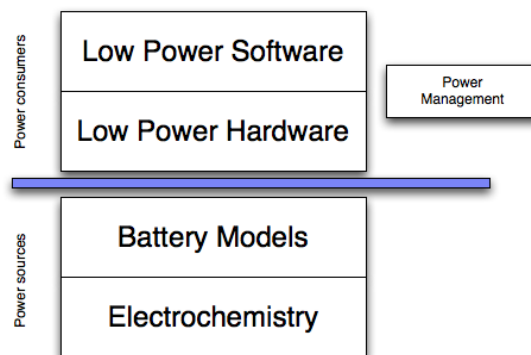 Power consumers
Low Power Software
Low Power Hardware
Power
Management
Power sources
Battery Models
Electrochemistry